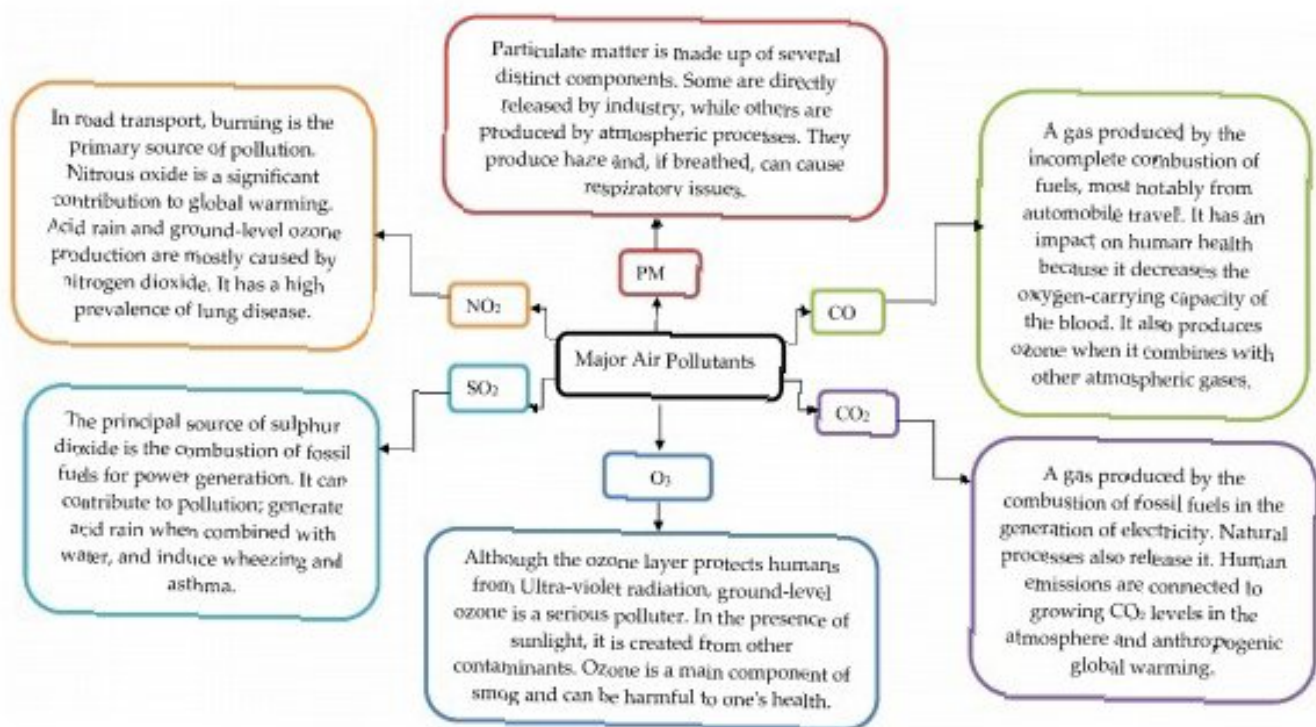 Particulate matter is made up of several
distinct components. Some are directly
released by industry, while others are
produced by atmospheric processes. They
produce haze and, if breathed, can cause
respiratory issues.
In road transport, burning is the
Primary source of pollution.
Nitrous oxide is a significant
contribution to global warming.
Acid rain and ground-level ozone
production are mostly caused by
nitrogen dioxide. It has a high
prevalence of lung disease.
A gas produced by the
incomplete combustion of
fuels, most notably from
automobile travel. It has an
impact on human health
because it decreases the
oxygen-carrying capacity of
the blood. It also produces
ozone when it combines with
other atmospheric gases.
PM
NO₂
CO
Major Air Pollutants
SO₂
CO₂
O₃
The principal source of sulphur
dioxide is the combustion of fossil
fuels for power generation. It can
contribute to pollution; generate
acid rain when combined with
water, and induce wheezing and
asthma.
Although the ozone layer protects humans
from Ultra-violet radiation, ground-level
ozone is a serious polluter. In the presence of
sunlight, it is created from other
contaminants. Ozone is a main component of
smog and can be harmful to one's health.
A gas produced by the
combustion of fossil fuels in the
generation of electricity. Natural
processes also release it. Human
emissions are connected to
growing CO₂ levels in the
atmosphere and anthropogenic
global warming.